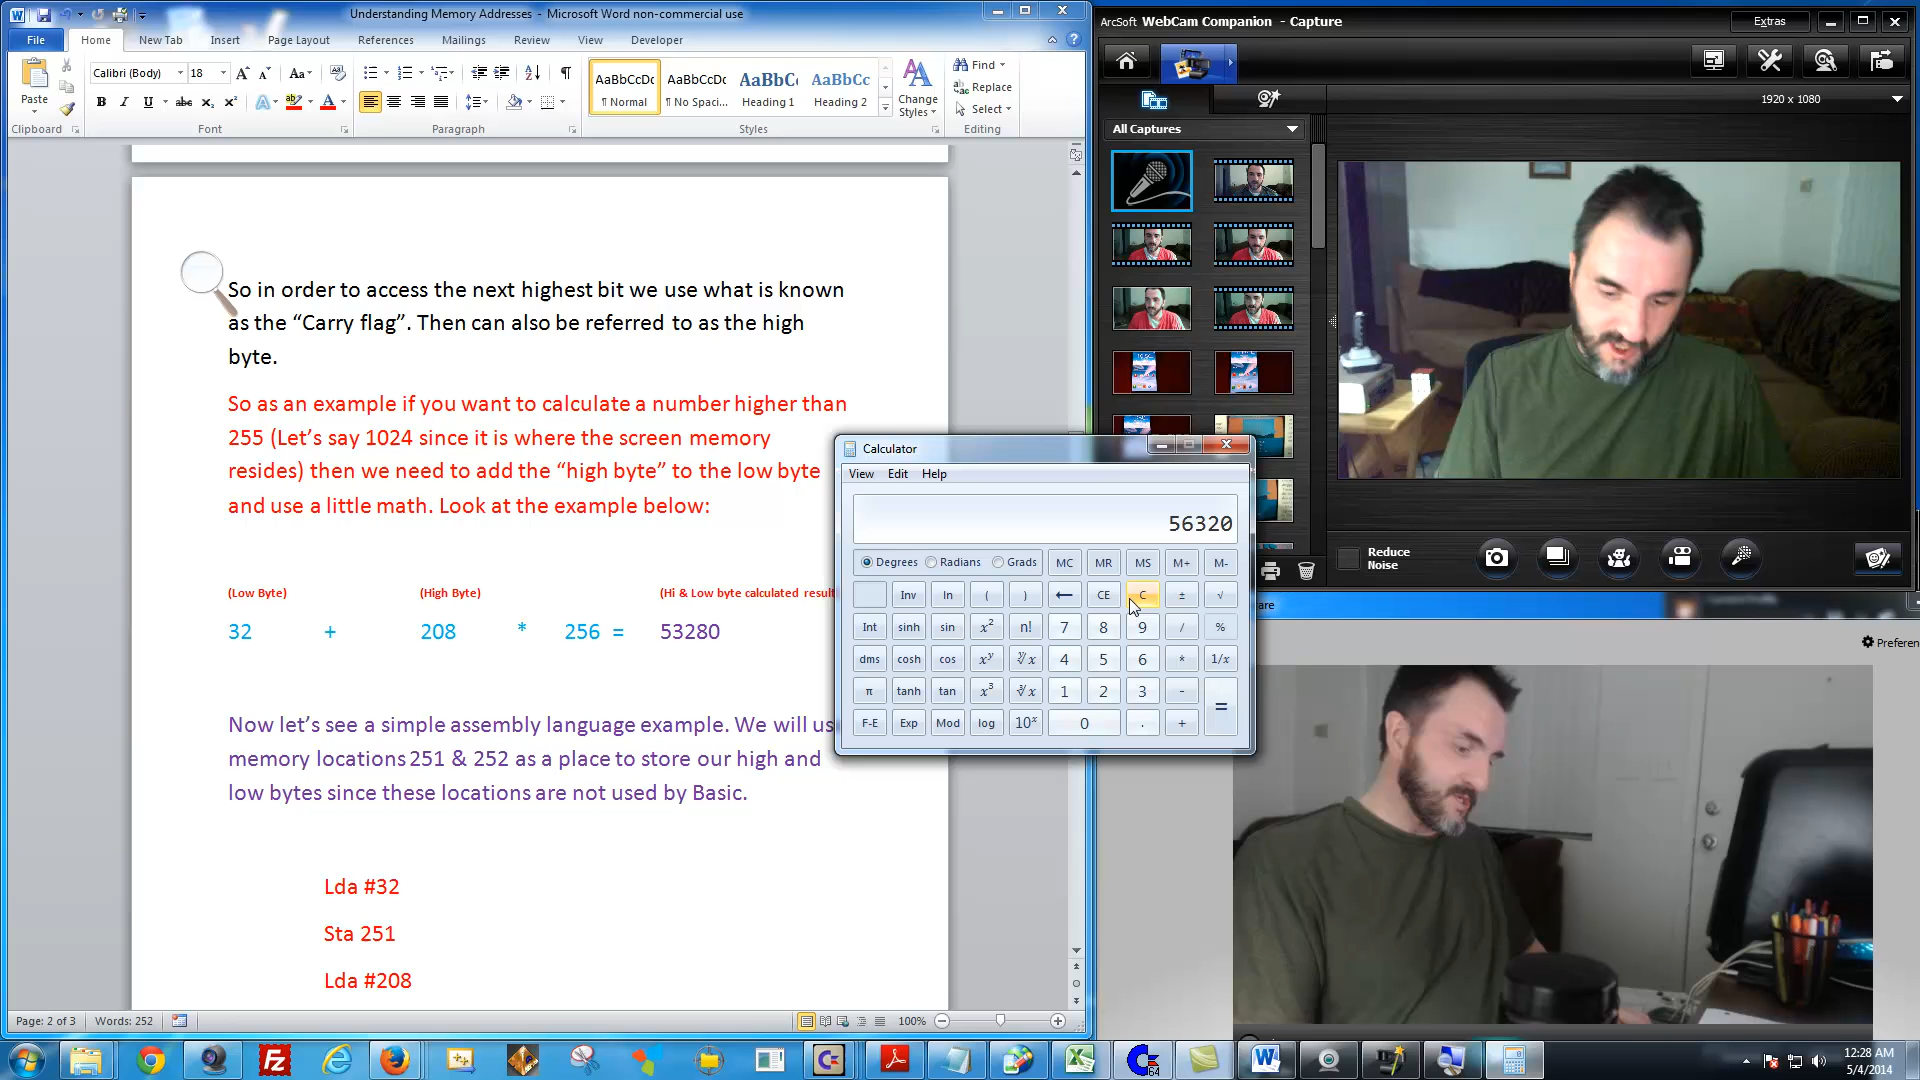 Understanding Memory Addresses - Microsoft Word non-commercial use
File
Home
New Tab
Insert
Page Layout
References
Mailings
Review
View
Developer
Paste
Calibri (Body)
18
AaBbCcDc
¶ Normal
AaBbCcDc
¶ No Spaci...
AaBbC
Heading 1
AaBbCc
Heading 2
Change
Styles
Find
Replace
Select
Clipboard
Font
Paragraph
Styles
Editing
So in order to access the next highest bit we use what is known
as the “Carry flag”. Then can also be referred to as the high
byte.
So as an example if you want to calculate a number higher than
255 (Let’s say 1024 since it is where the screen memory
resides) then we need to add the “high byte” to the low byte
and use a little math. Look at the example below:
(Low Byte) (High Byte) (Hi & Low byte calculated result
32 + 208 * 256 = 53280
Now let’s see a simple assembly language example. We will us
memory locations 251 & 252 as a place to store our high and
low bytes since these locations are not used by Basic.
Lda #32
Sta 251
Lda #208
Page: 2 of 3
Words: 252
100%
Calculator
View Edit Help
56320
Degrees Radians Grads MC MR MS M+ M-
Inv ln ( ) ← CE C ± √
Int sinh sin x² n! 7 8 9 / %
dms cosh cos xʸ ʸ√x 4 5 6 * 1/x
π tanh tan x³ ³√x 1 2 3 - =
F-E Exp Mod log 10ˣ 0 . +
ArcSoft WebCam Companion - Capture
Extras
1920 x 1080
All Captures
Reduce
Noise
are
Preferen
64
12:28 AM
5/4/2014